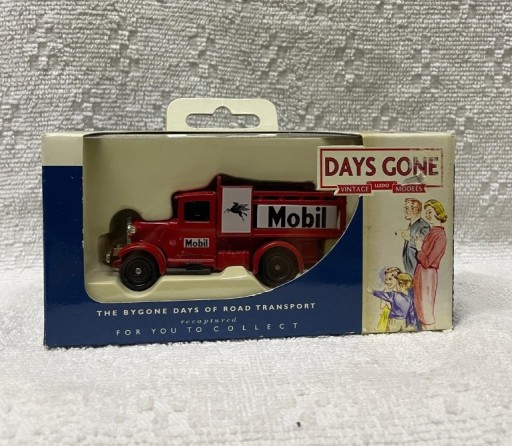 DAYS GONE
VINTAGE LLEDO MODELS
Mobil
Mobil
THE BYGONE DAYS OF ROAD TRANSPORT
recaptured
FOR YOU TO COLLECT